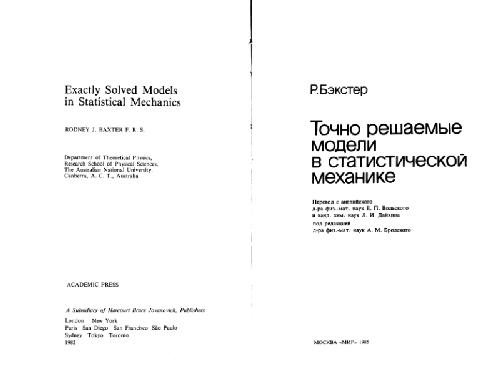 Exactly Solved Models
in Statistical Mechanics
RODNEY J. BAXTER F. R. S.
Department of Theoretical Physics,
Research School of Physical Sciences,
The Australian National University,
Canberra, A. C. T., Australia
ACADEMIC PRESS
A Subsidiary of Harcourt Brace Jovanovich, Publishers
London New York
Paris San Diego San Francisco São Paulo
Sydney Tokyo Toronto
1982
Р.Бэкстер
Точно решаемые
модели
в статистической
механике
Перевод с английского
д-ра физ.-мат. наук Е. П. Вольского
и канд. хим. наук Л. И. Дайхина
под редакцией
д-ра физ.-мат. наук А. М. Бродского
МОСКВА «МИР» 1985